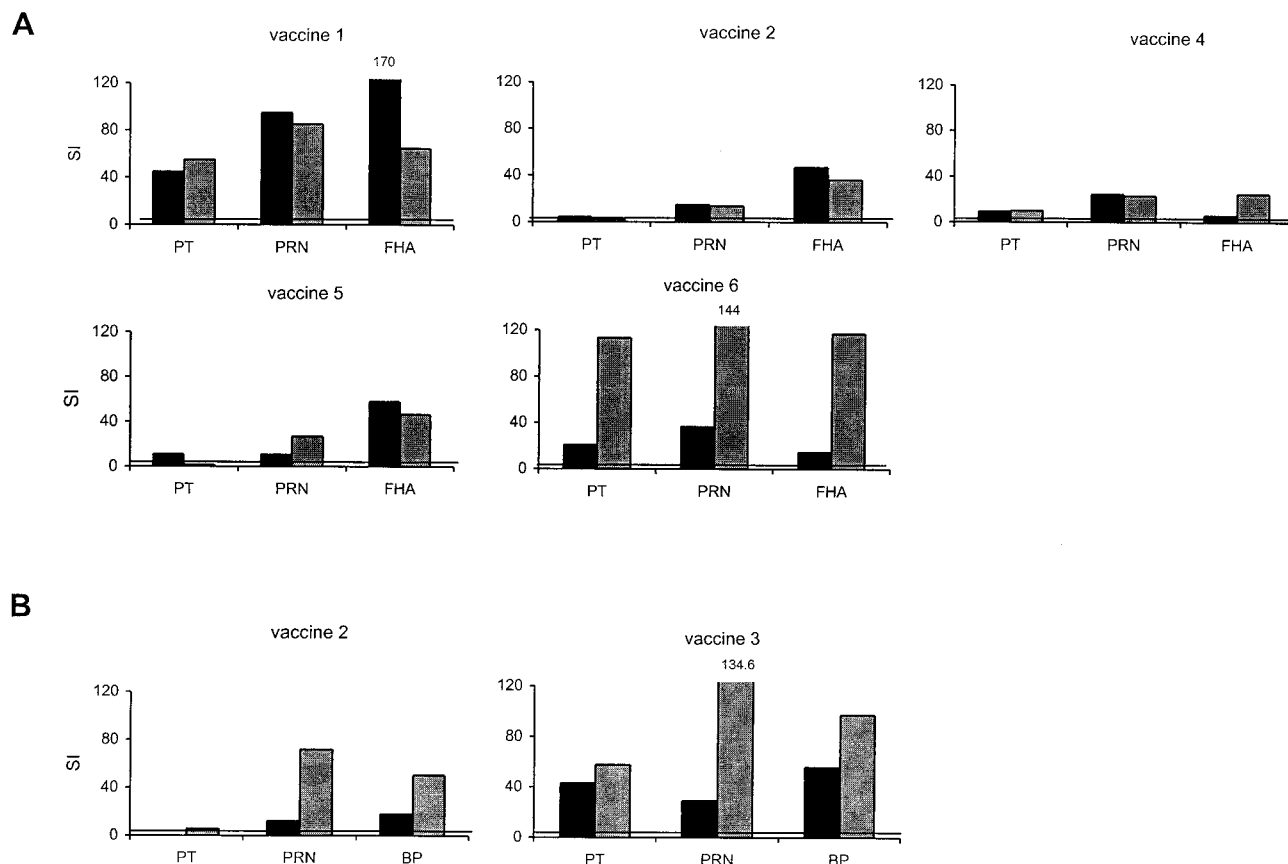 A
vaccine 1
170
120
80
40
0
SI
PT PRN FHA
vaccine 2
120
80
40
0
PT PRN FHA
vaccine 4
120
80
40
0
PT PRN FHA
vaccine 5
120
80
40
0
SI
PT PRN FHA
vaccine 6
144
120
80
40
0
PT PRN FHA
B
vaccine 2
120
80
40
0
SI
PT PRN BP
vaccine 3
134.6
120
80
40
0
PT PRN BP